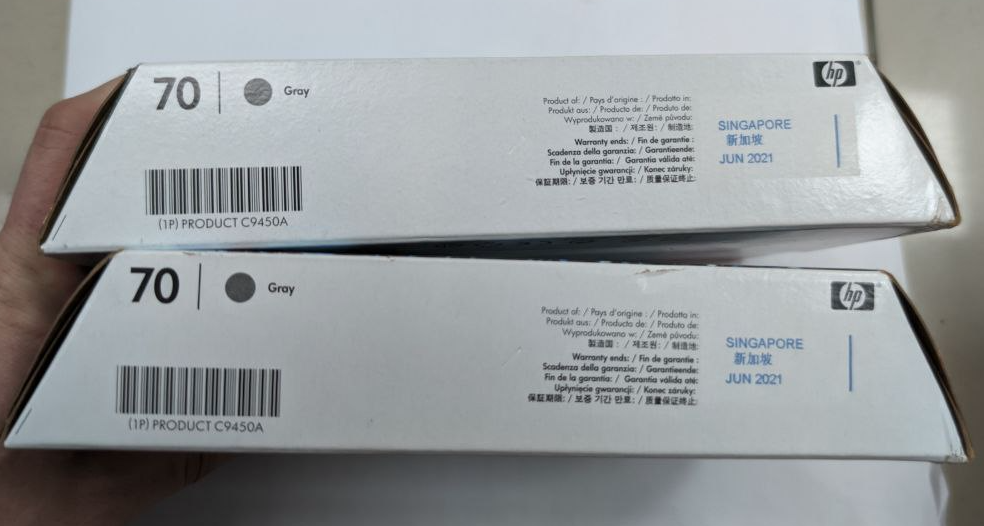 70 Gray
hp
Product of: / Pays d'origine : / Prodotto in:
Produkt aus: / Producto de: / Produto de:
Wyprodukowano w: / Země původu:
製造国 : / 제조원: / 制造地:
SINGAPORE
新加坡
JUN 2021
Warranty ends: / Fin de garantie :
Scadenza della garanzia: / Garantieende:
Fin de la garantía: / Garantia válida até:
Upłynięcie gwarancji: / Konec záruky:
保証期限: / 보증 기간 만료: / 质量保证终止:
(1P) PRODUCT C9450A
70 Gray
hp
Product of: / Pays d'origine : / Prodotto in:
Produkt aus: / Producto de: / Produto de:
Wyprodukowano w: / Země původu:
製造国 : / 제조원: / 制造地:
SINGAPORE
新加坡
JUN 2021
Warranty ends: / Fin de garantie :
Scadenza della garanzia: / Garantieende:
Fin de la garantía: / Garantia válida até:
Upłynięcie gwarancji: / Konec záruky:
保証期限: / 보증 기간 만료: / 质量保证终止:
(1P) PRODUCT C9450A